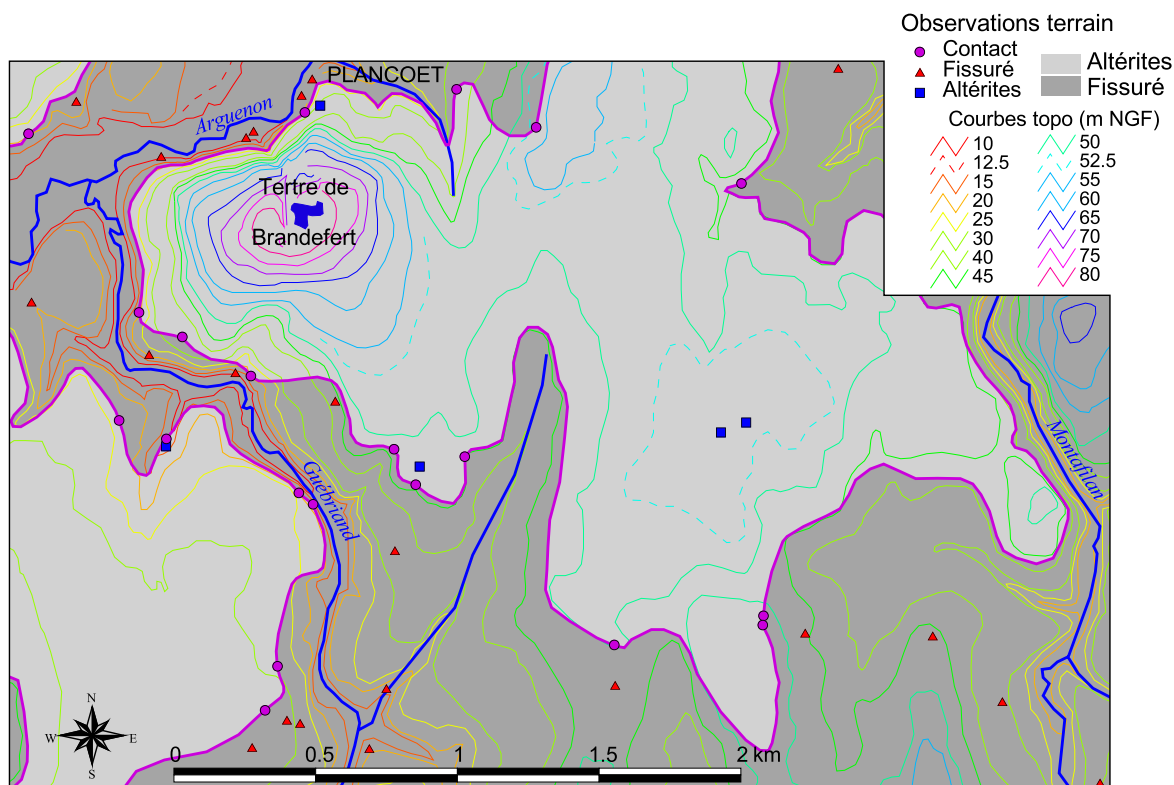 Observations terrain
Contact
Fissuré
Altérites
Altérites
Fissuré
Courbes topo (m NGF)
10
12.5
15
20
25
30
40
45
50
52.5
55
60
65
70
75
80
PLANCOET
Arguenon
Tertre de
Brandefert
Guébriand
Montafilan
N
W E
S
0 0.5 1 1.5 2 km